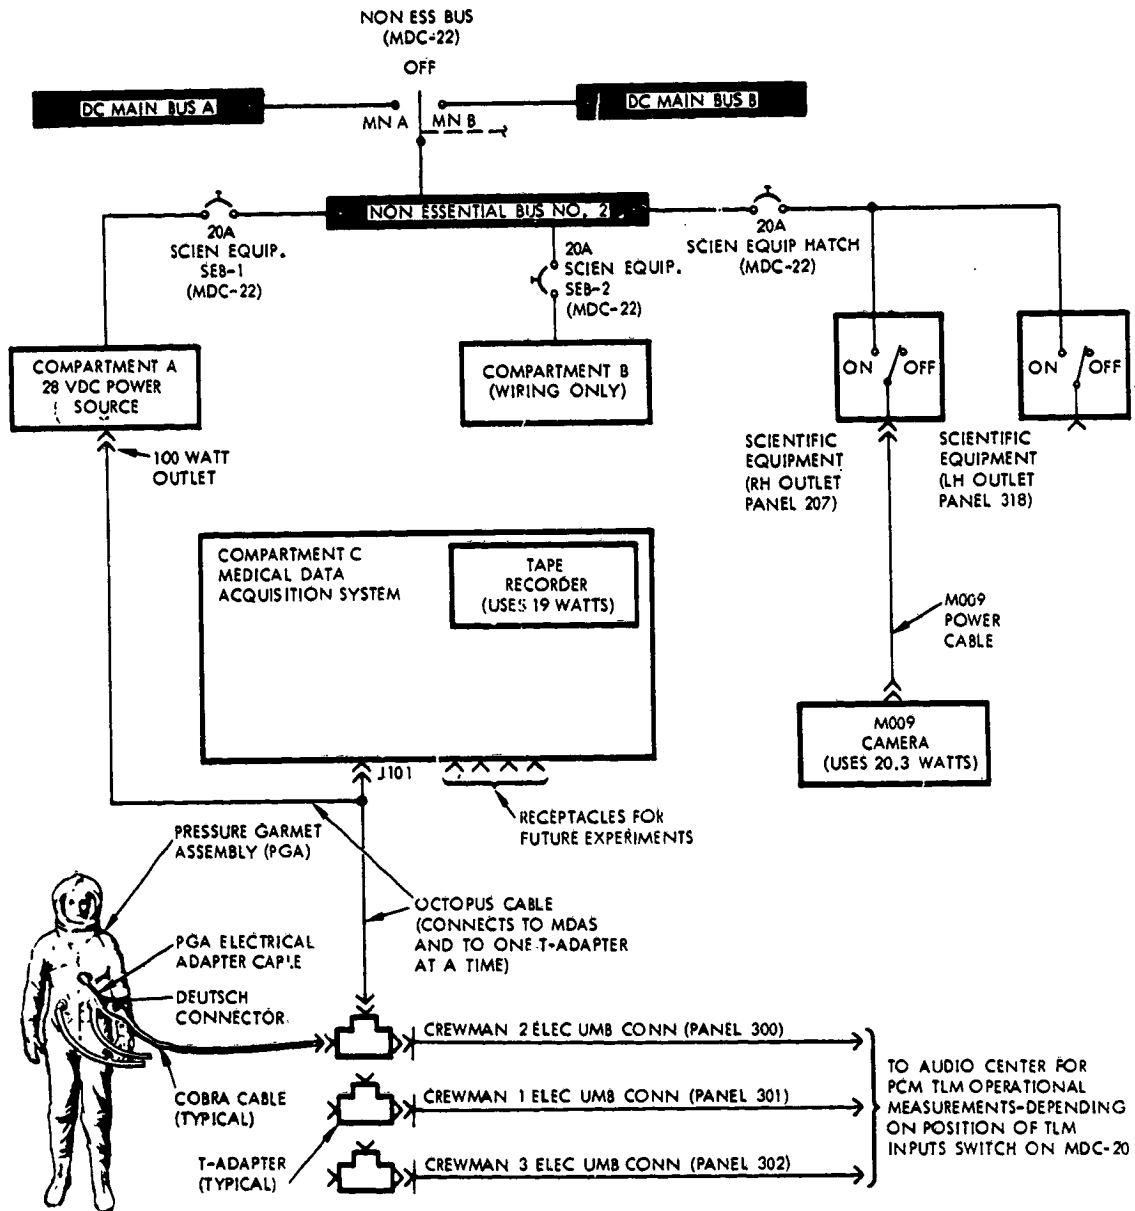 NON ESS BUS
(MDC-22)
OFF
DC MAIN BUS A
DC MAIN BUS B
MN A
MN B
NON ESSENTIAL BUS NO. 2
20A
SCIEN EQUIP.
SEB-1
(MDC-22)
20A
SCIEN EQUIP.
SEB-2
(MDC-22)
20A
SCIEN EQUIP HATCH
(MDC-22)
COMPARTMENT A
28 VDC POWER
SOURCE
COMPARTMENT B
(WIRING ONLY)
ON
OFF
ON
OFF
100 WATT
OUTLET
SCIENTIFIC
EQUIPMENT
(RH OUTLET
PANEL 207)
SCIENTIFIC
EQUIPMENT
(LH OUTLET
PANEL 318)
COMPARTMENT C
MEDICAL DATA
ACQUISITION SYSTEM
TAPE
RECORDER
(USES 19 WATTS)
M009
POWER
CABLE
M009
CAMERA
(USES 20.3 WATTS)
J101
RECEPTACLES FOR
FUTURE EXPERIMENTS
PRESSURE GARMET
ASSEMBLY (PGA)
OCTOPUS CABLE
(CONNECTS TO MDAS
AND TO ONE T-ADAPTER
AT A TIME)
PGA ELECTRICAL
ADAPTER CABLE
DEUTSCH
CONNECTOR
COBRA CABLE
(TYPICAL)
T-ADAPTER
(TYPICAL)
CREWMAN 2 ELEC UMB CONN (PANEL 300)
CREWMAN 1 ELEC UMB CONN (PANEL 301)
CREWMAN 3 ELEC UMB CONN (PANEL 302)
TO AUDIO CENTER FOR
PCM TLM OPERATIONAL
MEASUREMENTS-DEPENDING
ON POSITION OF TLM
INPUTS SWITCH ON MDC-20